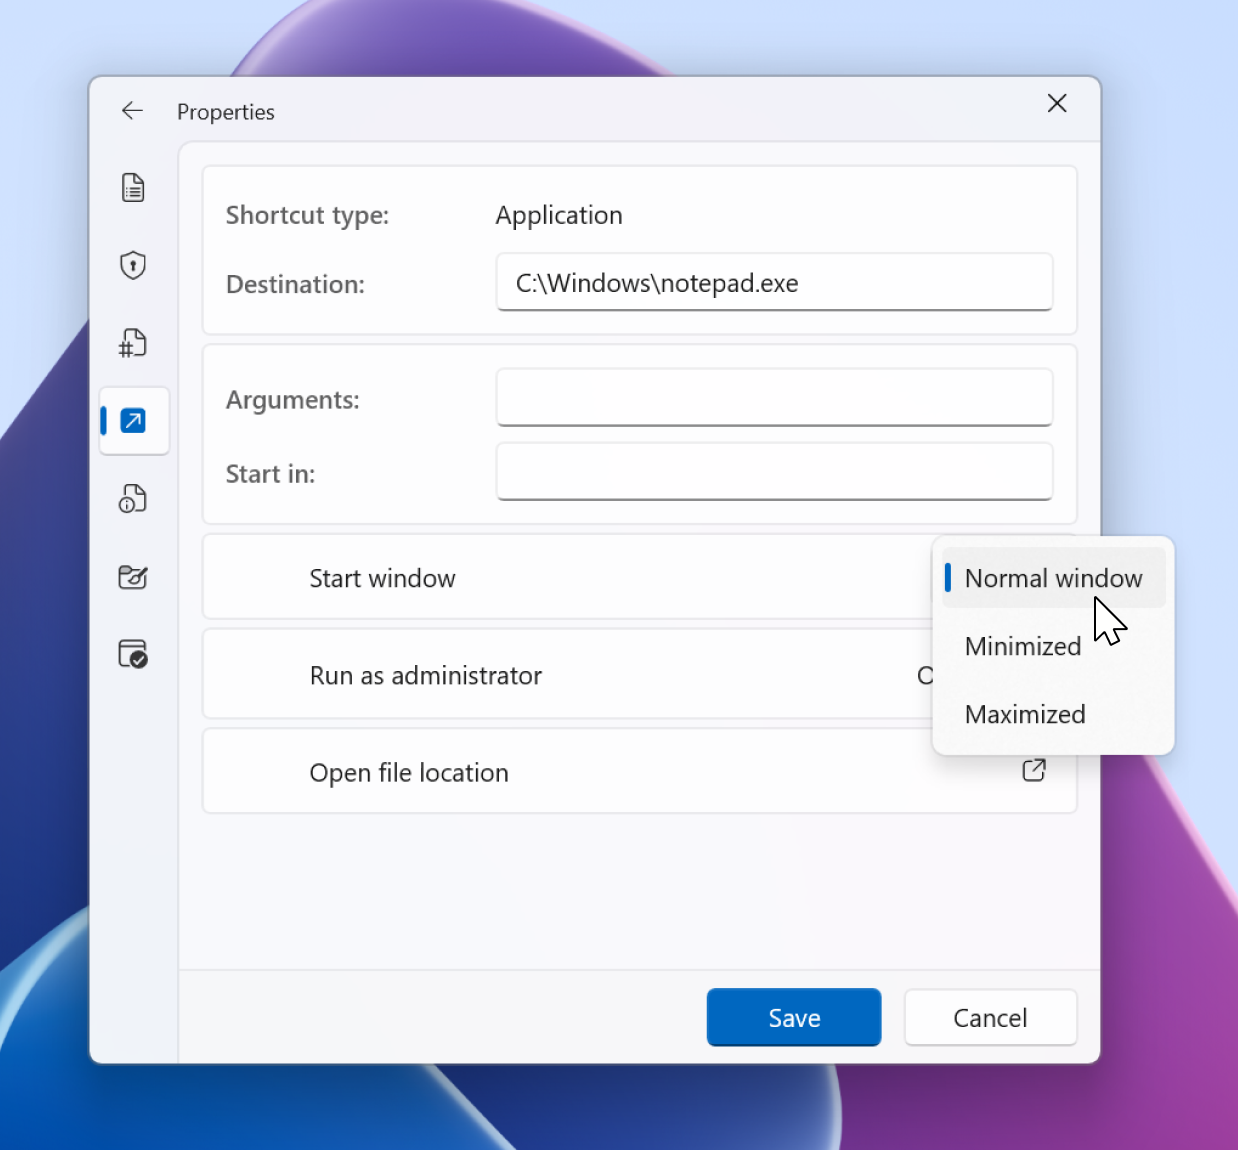 Properties
Shortcut type: Application
Destination: C:\Windows\notepad.exe
Arguments:
Start in:
Start window Normal window
Minimized
Run as administrator
Maximized
Open file location
Save Cancel